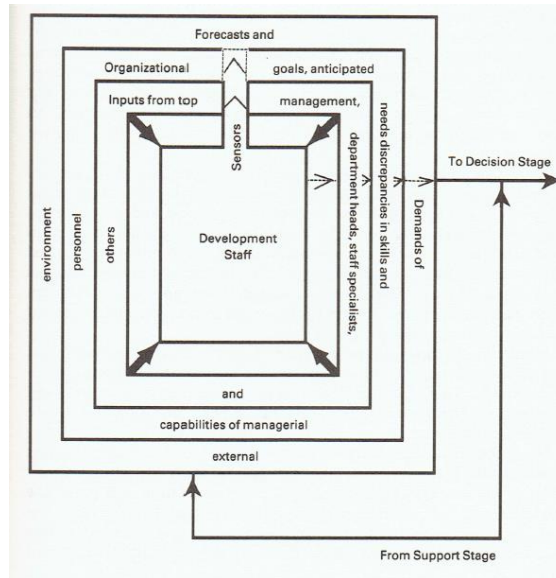 Forecasts and
Organizational
goals, anticipated
Inputs from top
management,
Sensors
needs discrepancies in skills and
department heads, staff specialists,
Demands of
To Decision Stage
environment
personnel
others
Development
Staff
and
capabilities of managerial
external
From Support Stage